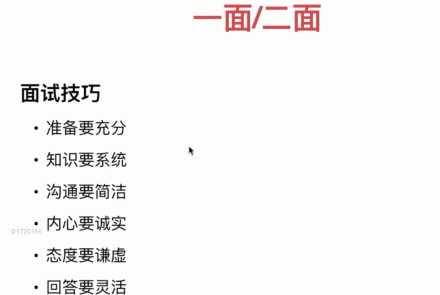 一面/二面
面试技巧
• 准备要充分
• 知识要系统
• 沟通要简洁
• 内心要诚实
• 态度要谦虚
• 回答要灵活